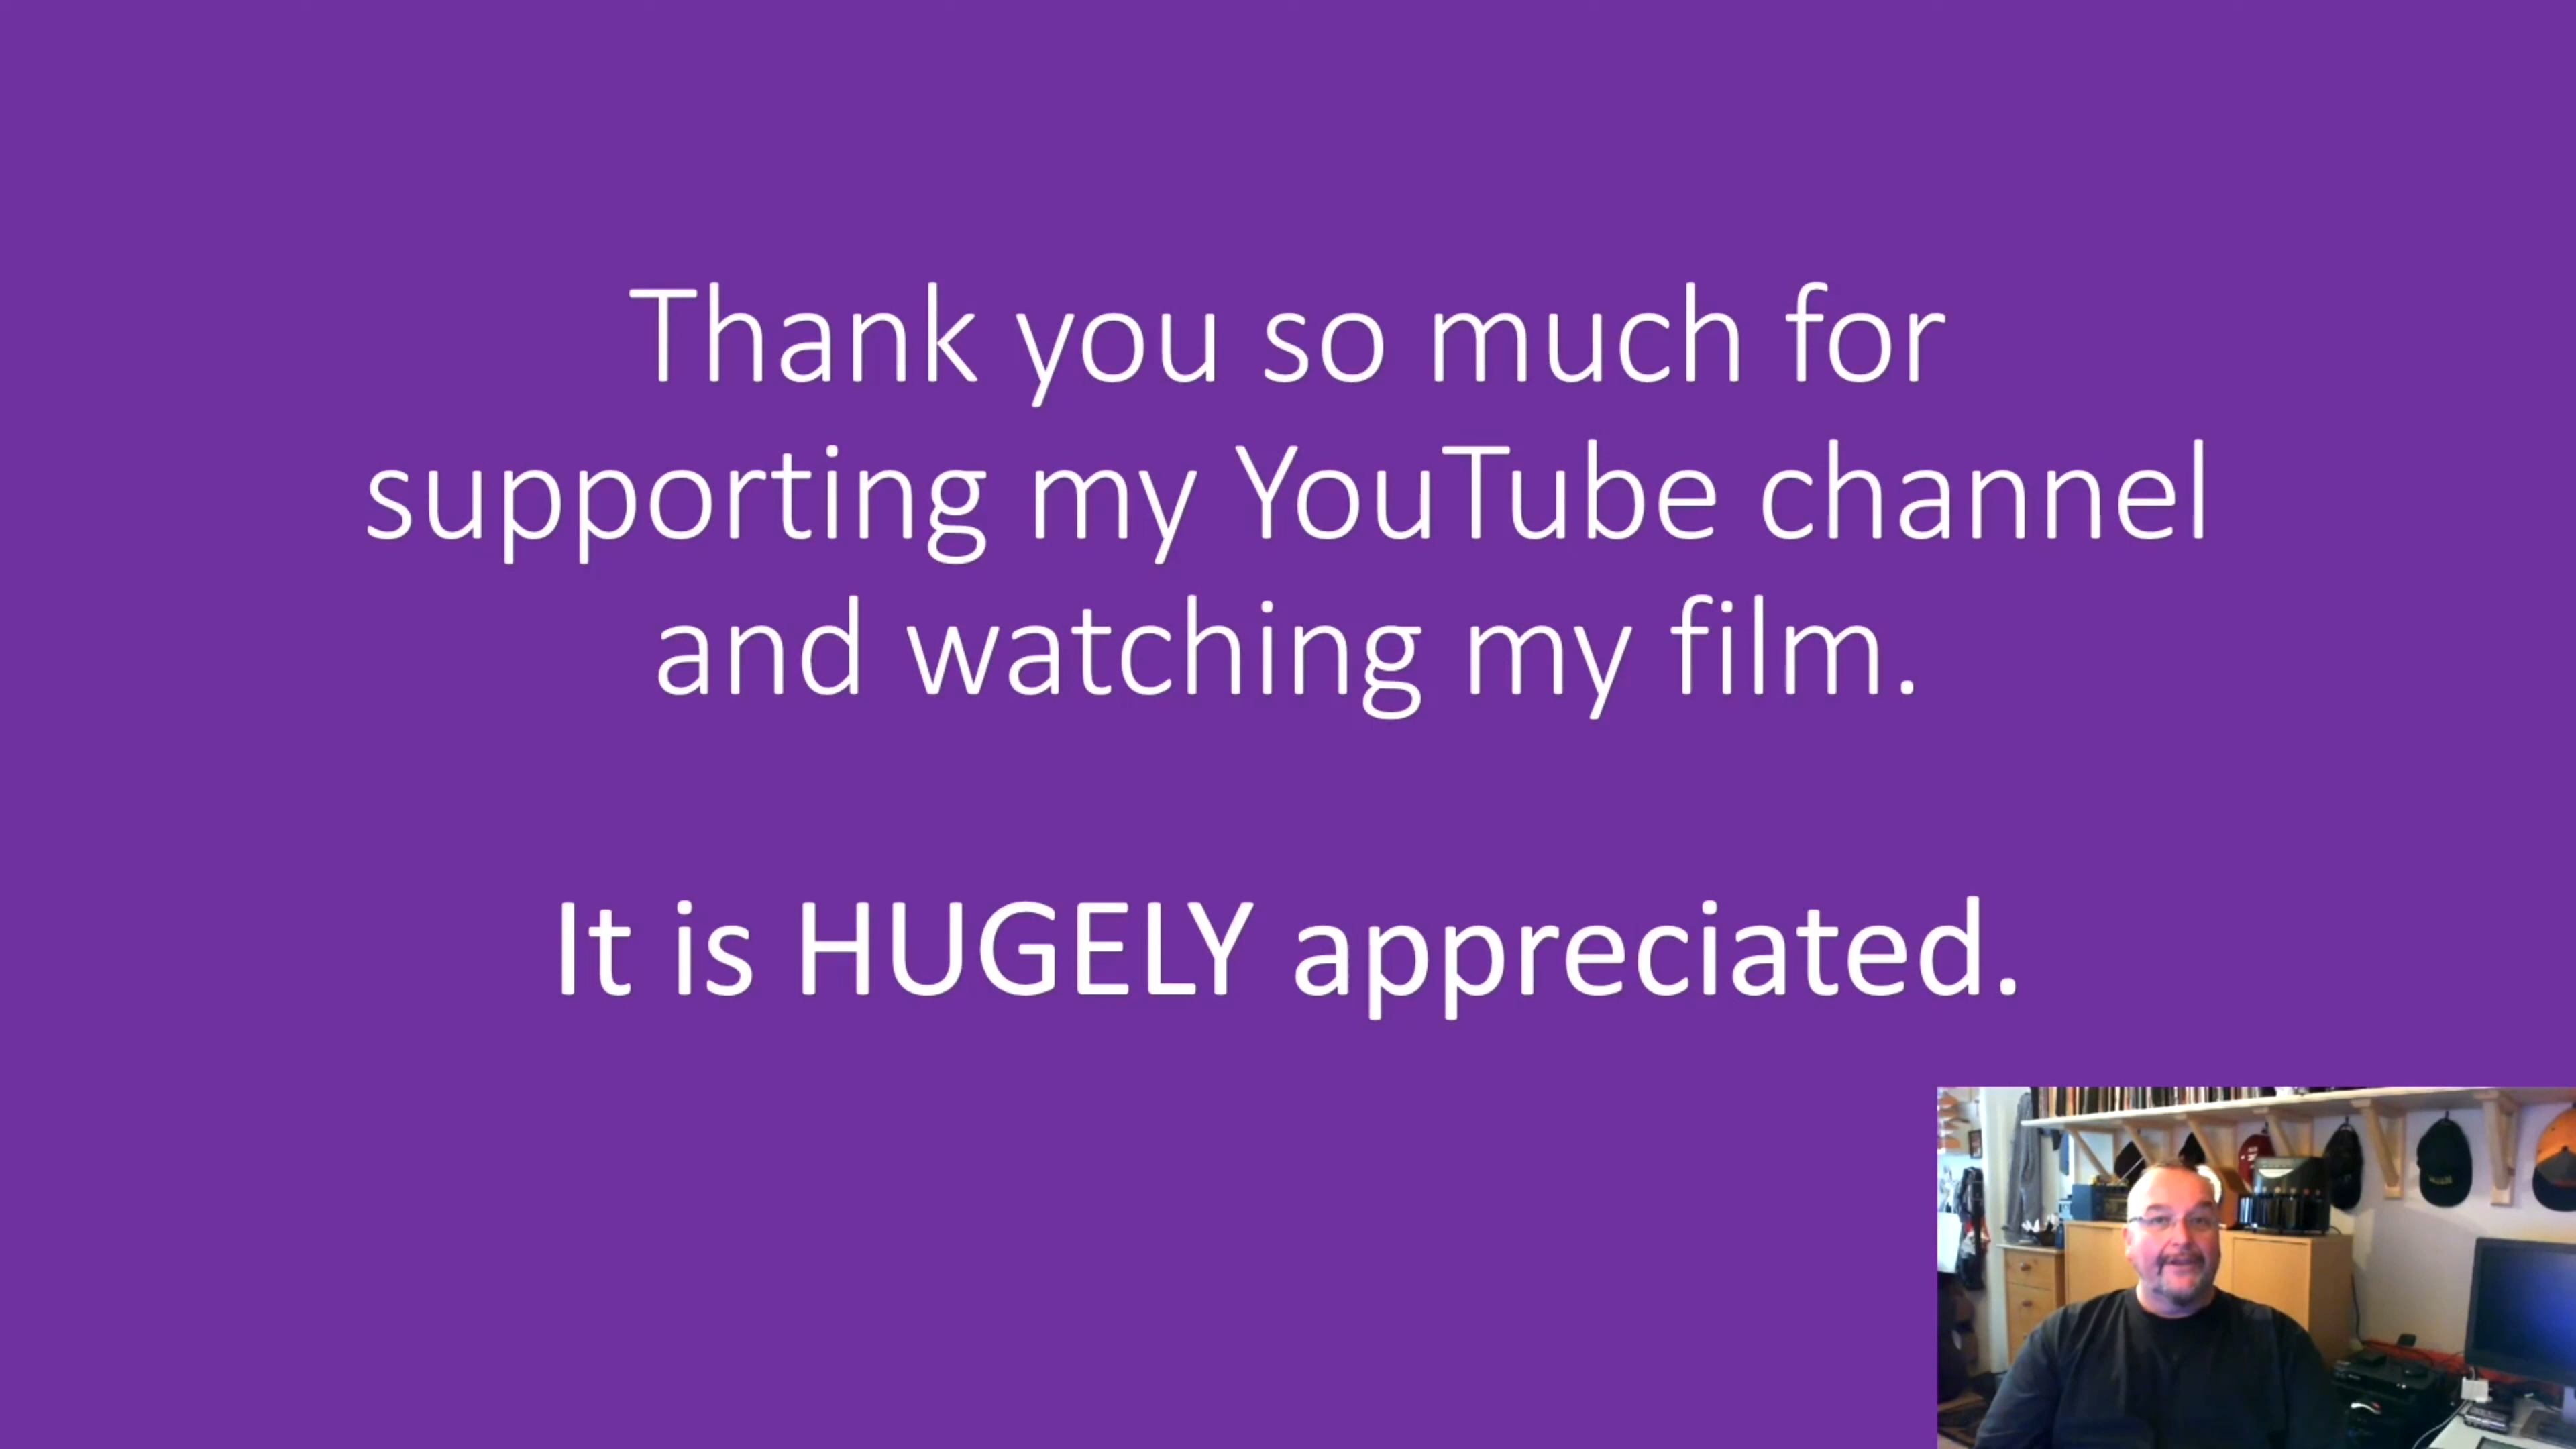 Thank you so much for
supporting my YouTube channel
and watching my film.
It is HUGELY appreciated.